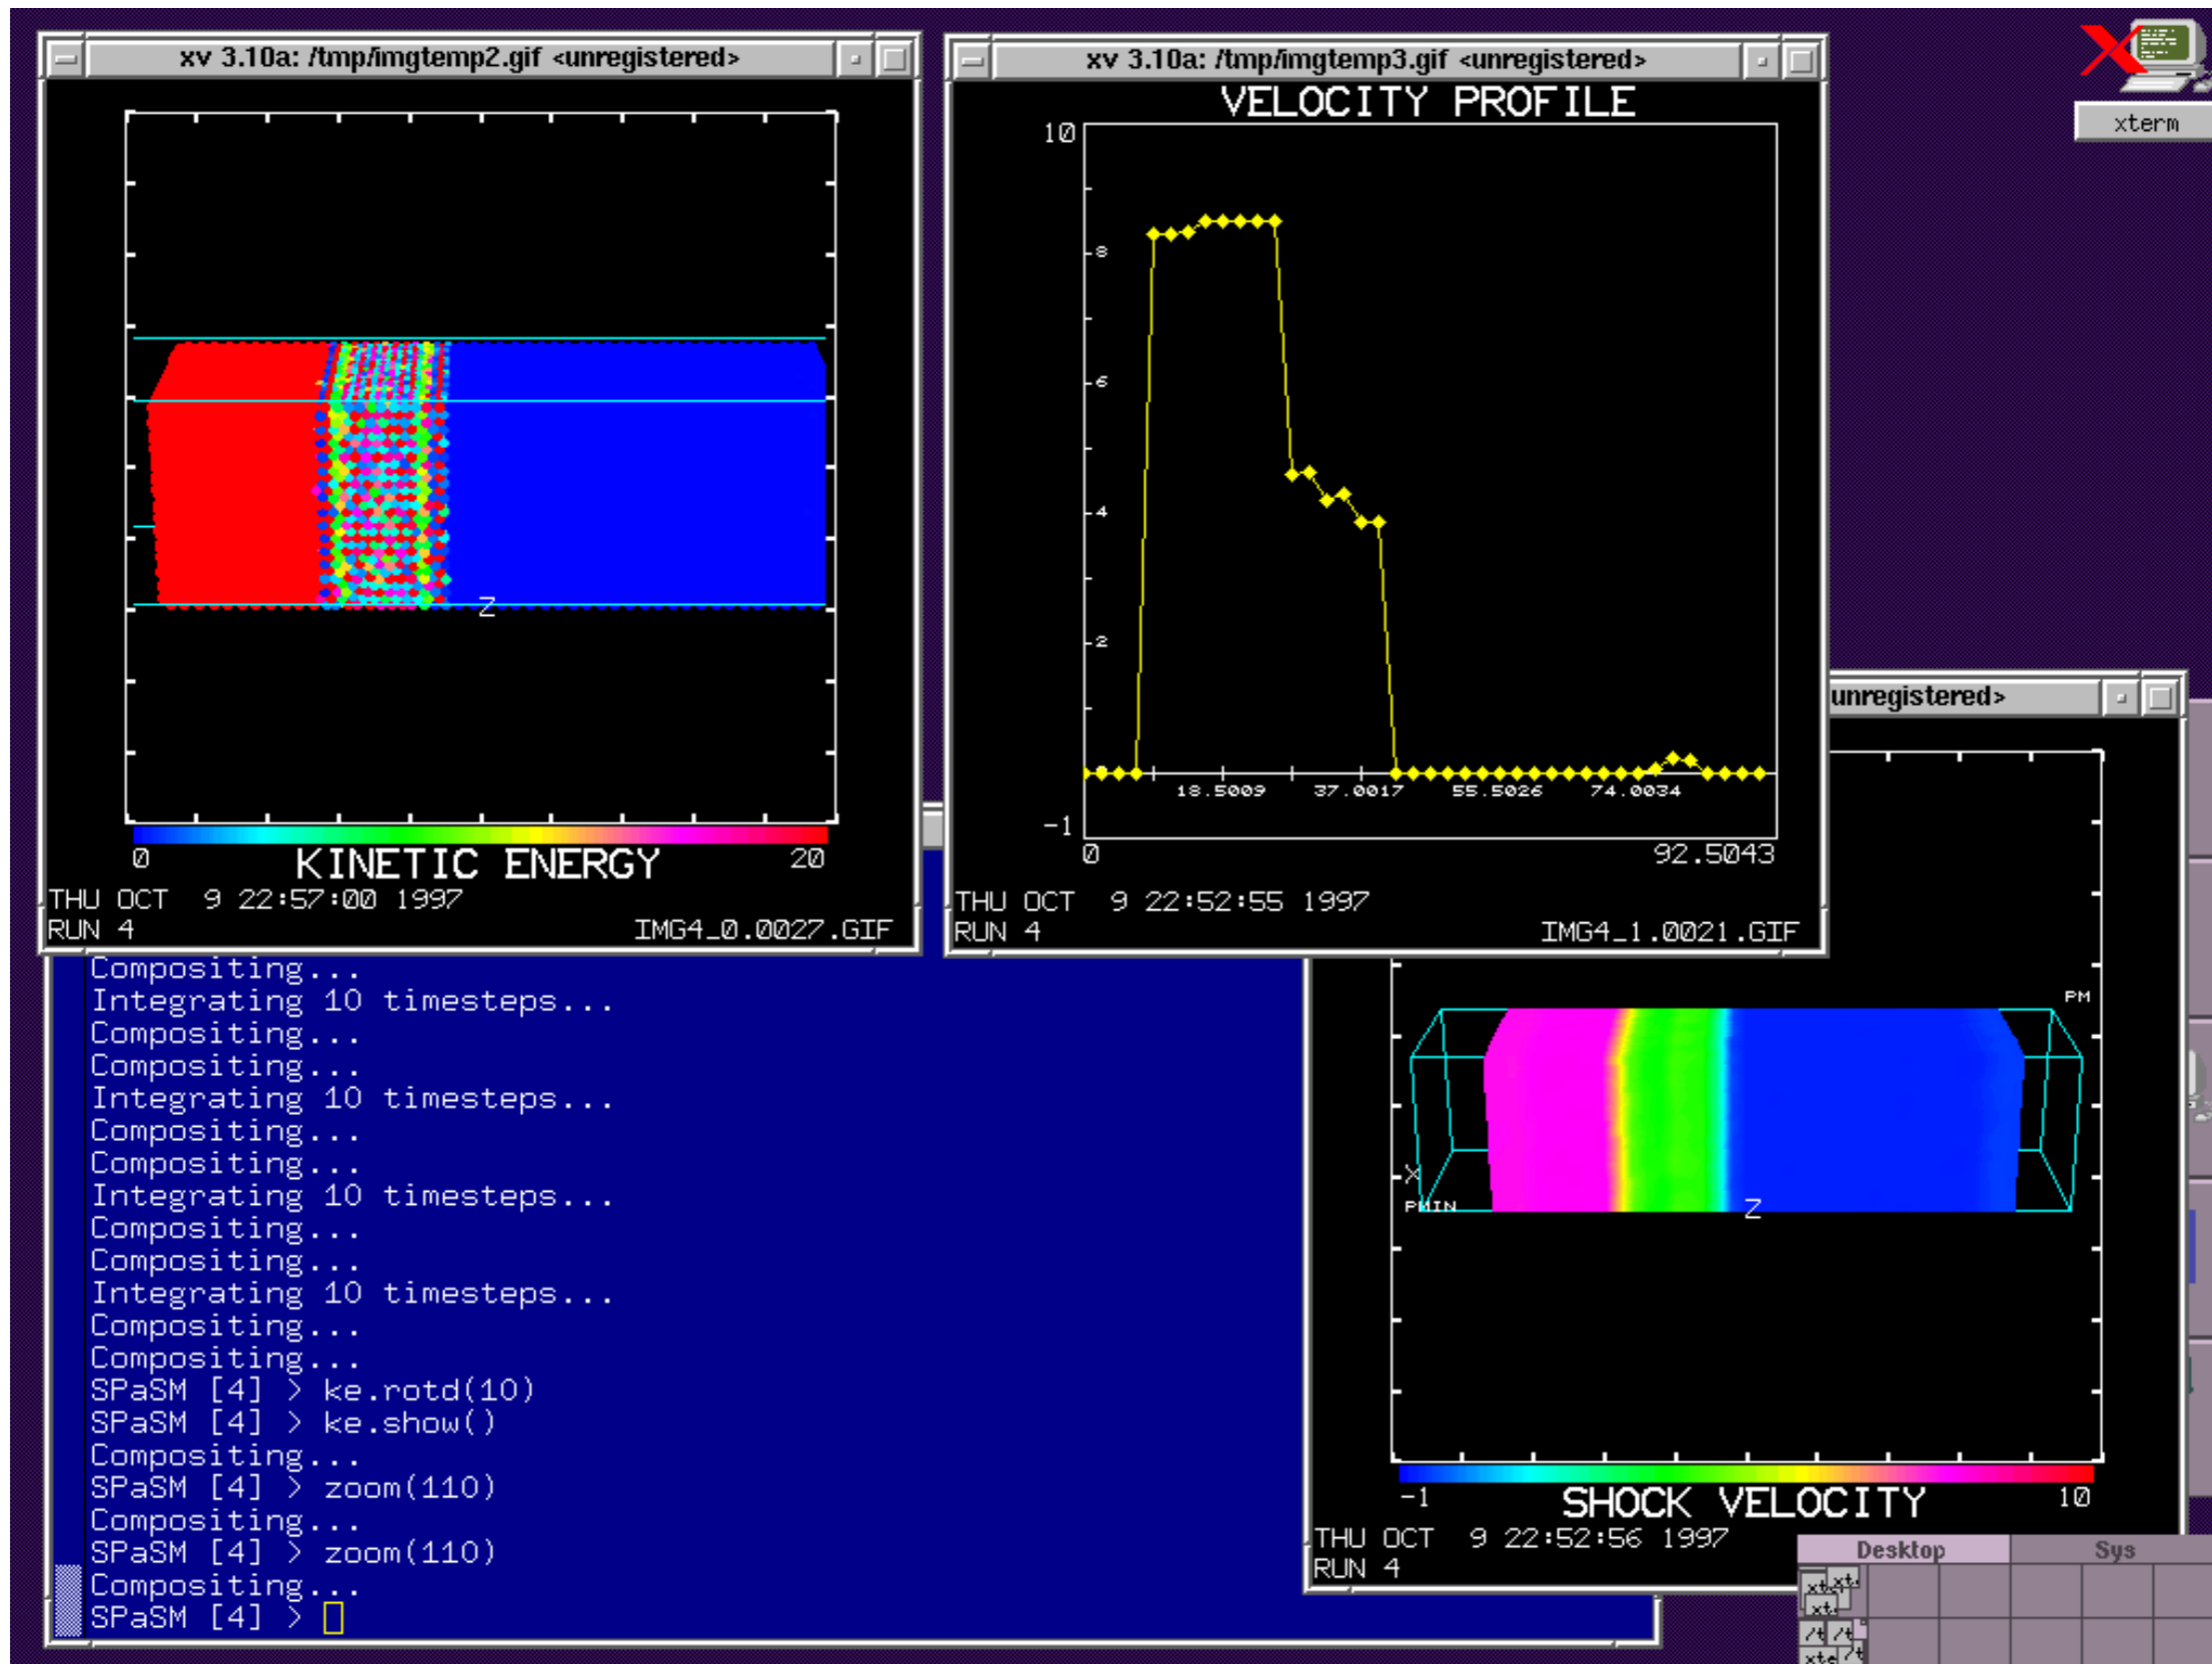 xv 3.10a: /tmp/imgtemp2.gif <unregistered>
0
20
KINETIC ENERGY
THU OCT 9 22:57:00 1997
RUN 4
IMG4_0.0027.GIF
Z
xv 3.10a: /tmp/imgtemp3.gif <unregistered>
VELOCITY PROFILE
10
8
6
4
2
18.5009
37.0017
55.5026
74.0034
-1
0
92.5043
THU OCT 9 22:52:55 1997
RUN 4
IMG4_1.0021.GIF
xterm
unregistered>
PM
X
PMIN
Z
-1
10
SHOCK VELOCITY
THU OCT 9 22:52:56 1997
RUN 4
Compositing...
Integrating 10 timesteps...
Compositing...
Compositing...
Integrating 10 timesteps...
Compositing...
Compositing...
Integrating 10 timesteps...
Compositing...
Compositing...
Integrating 10 timesteps...
Compositing...
Compositing...
SPaSM [4] > ke.rotd(10)
SPaSM [4] > ke.show()
Compositing...
SPaSM [4] > zoom(110)
Compositing...
SPaSM [4] > zoom(110)
Compositing...
SPaSM [4] >
Desktop
Sys